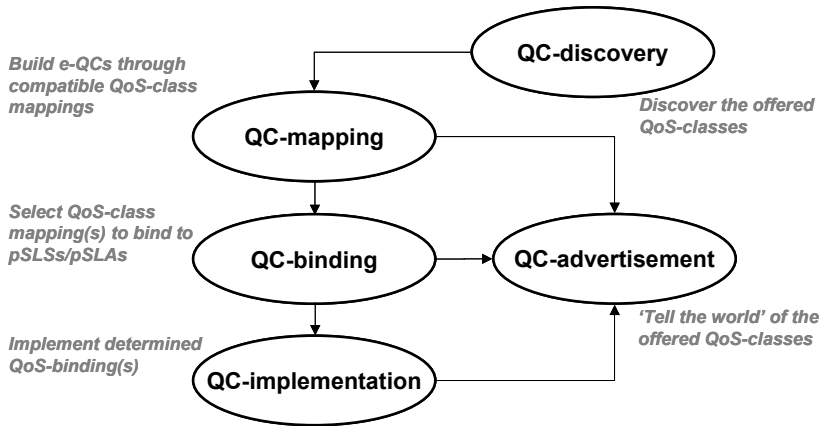 QC-discovery
Build e-QCs through
compatible QoS-class
mappings
Discover the offered
QoS-classes
QC-mapping
Select QoS-class
mapping(s) to bind to
pSLSs/pSLAs
QC-binding
QC-advertisement
‘Tell the world’ of the
offered QoS-classes
Implement determined
QoS-binding(s)
QC-implementation